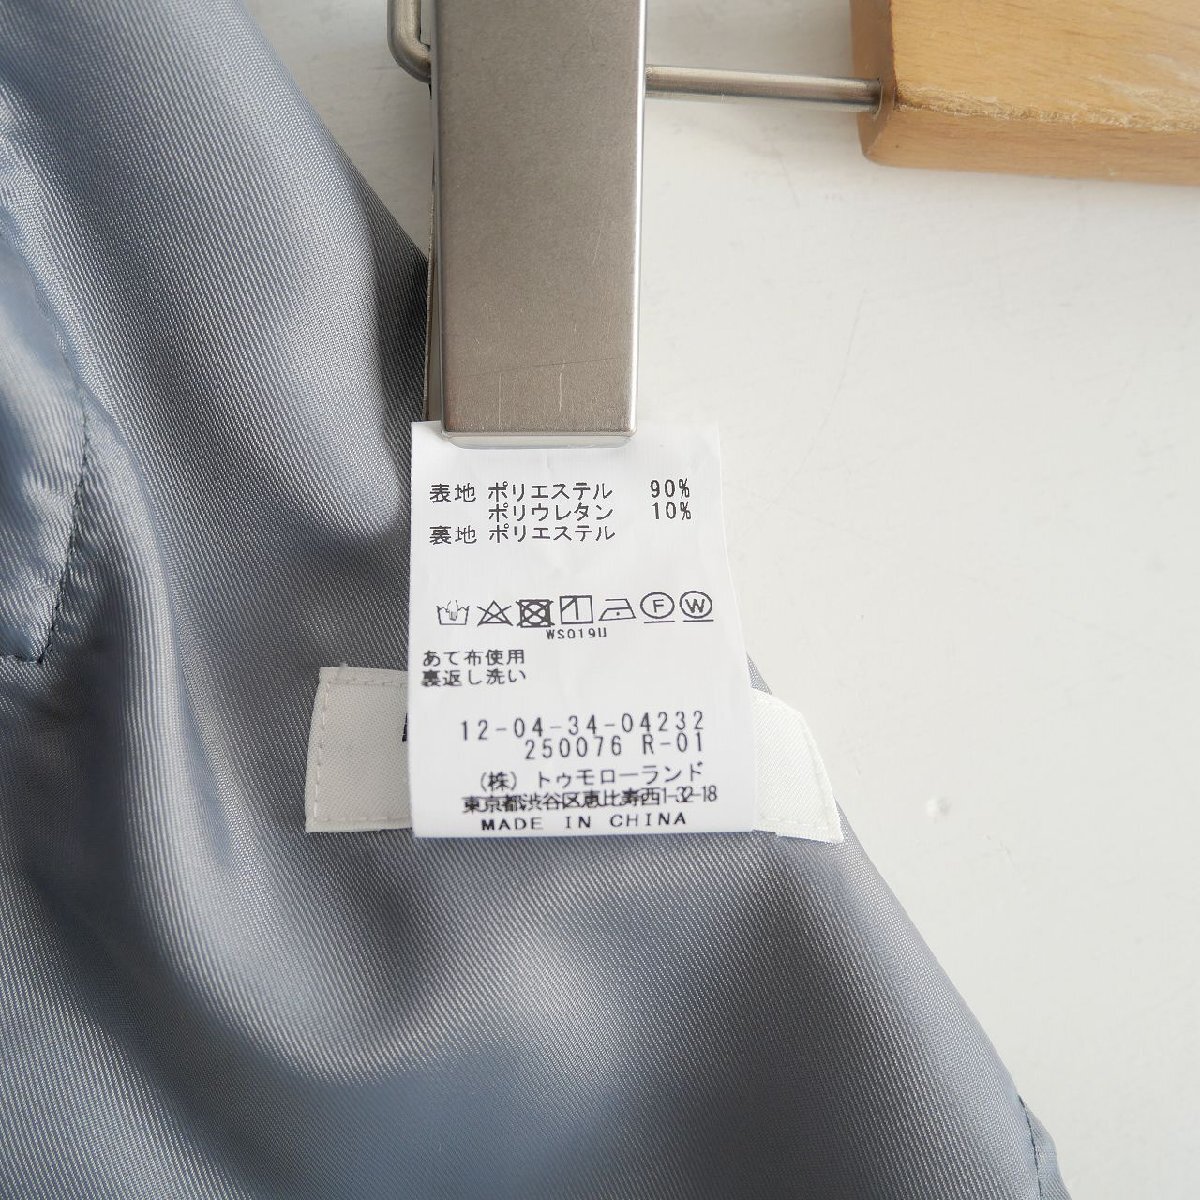 表地 ポリエステル 90%
ポリウレタン 10%
裏地 ポリエステル
F W
WS019U
あて布使用
裏返し洗い
12-04-34-04232
250076 R-01
(株) トゥモローランド
東京都渋谷区恵比寿西1-32-18
MADE IN CHINA